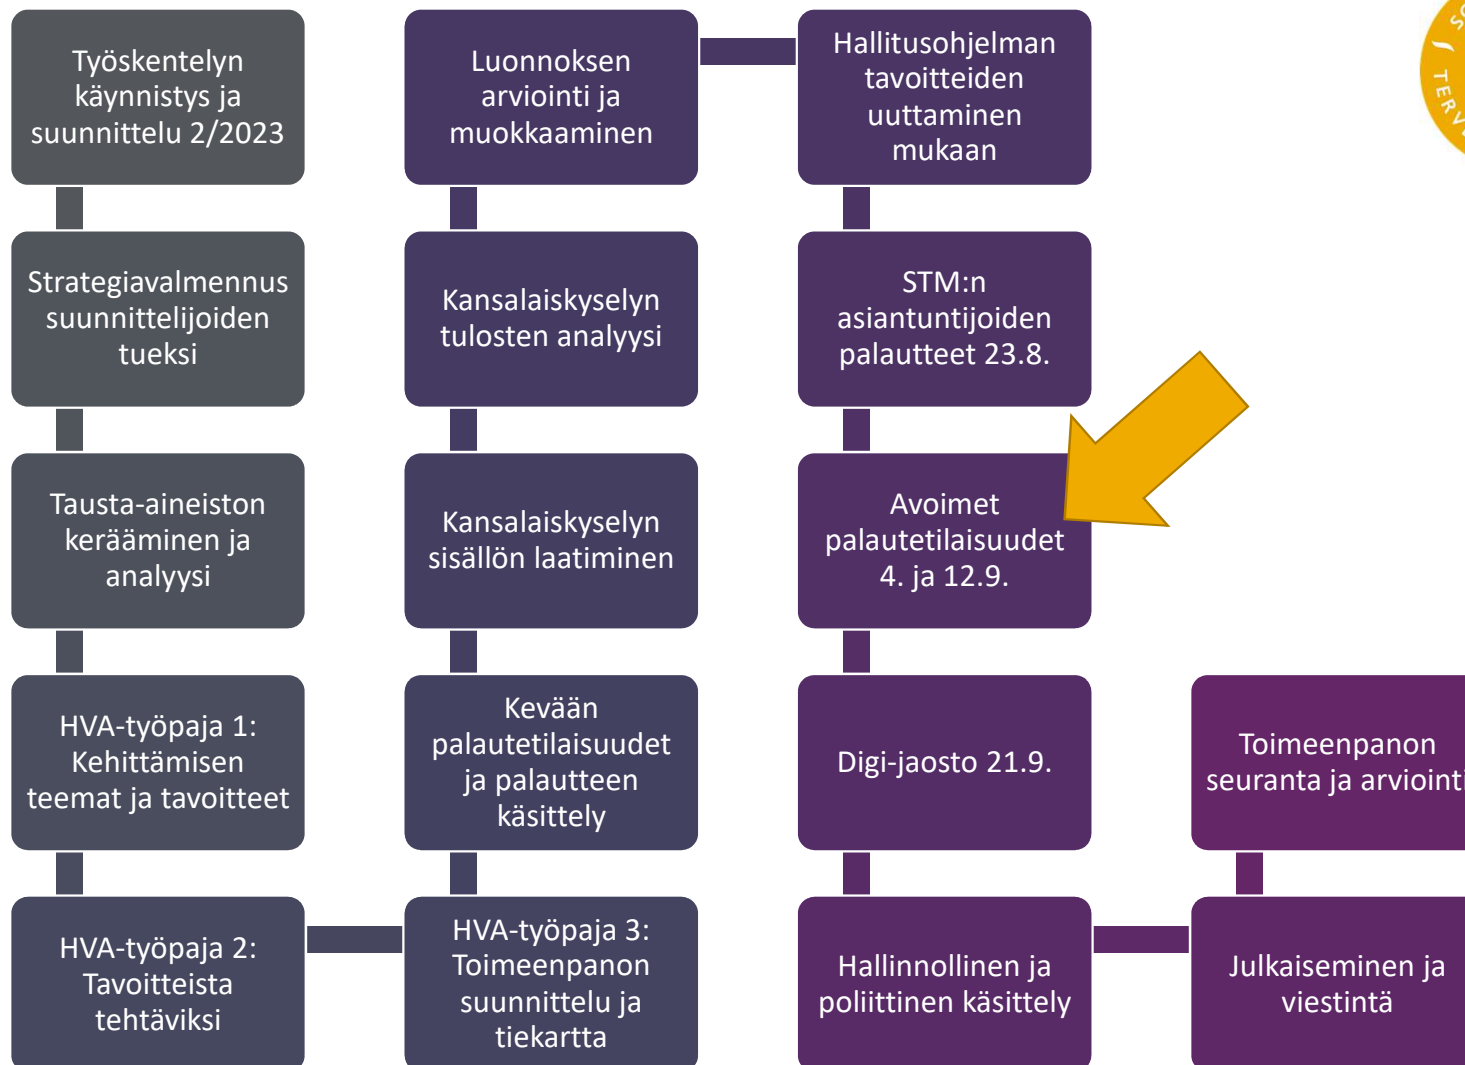 Työskentelyn
käynnistys ja
suunnittelu 2/2023
Strategiavalmennus
suunnittelijoiden
tueksi
Tausta-aineiston
kerääminen ja
analyysi
HVA-työpaja 1:
Kehittämisen
teemat ja tavoitteet
HVA-työpaja 2:
Tavoitteista
tehtäviksi
HVA-työpaja 3:
Toimeenpanon
suunnittelu ja
tiekartta
Kevään
palautetilaisuudet
ja palautteen
käsittely
Kansalaiskyselyn
sisällön laatiminen
Kansalaiskyselyn
tulosten analyysi
Luonnoksen
arviointi ja
muokkaaminen
Hallitusohjelman
tavoitteiden
uuttaminen
mukaan
STM:n
asiantuntijoiden
palautteet 23.8.
Avoimet
palautetilaisuudet
4. ja 12.9.
Digi-jaosto 21.9.
Hallinnollinen ja
poliittinen käsittely
Julkaiseminen ja
viestintä
Toimeenpanon
seuranta ja arviointi